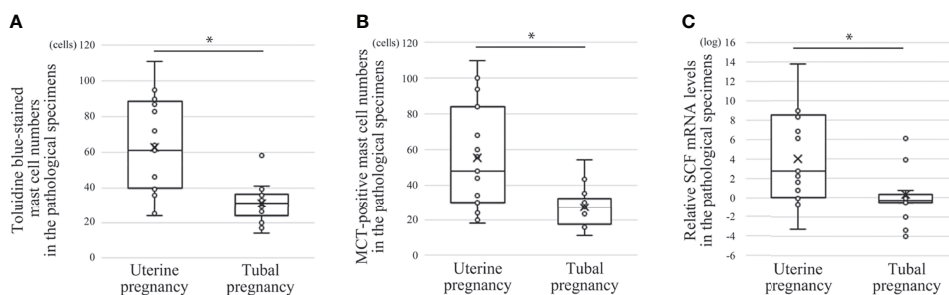 A
(cells) 120
*
100
80
60
40
20
0
Toluidine blue-stained
mast cell numbers
in the pathological specimens
Uterine
pregnancy
Tubal
pregnancy
B
(cells) 120
*
100
80
60
40
20
0
MCT-positive mast cell numbers
in the pathological specimens
Uterine
pregnancy
Tubal
pregnancy
C
(log) 16
*
14
12
10
8
6
4
2
0
-2
-4
-6
Relative SCF mRNA levels
in the pathological specimens
Uterine
pregnancy
Tubal
pregnancy